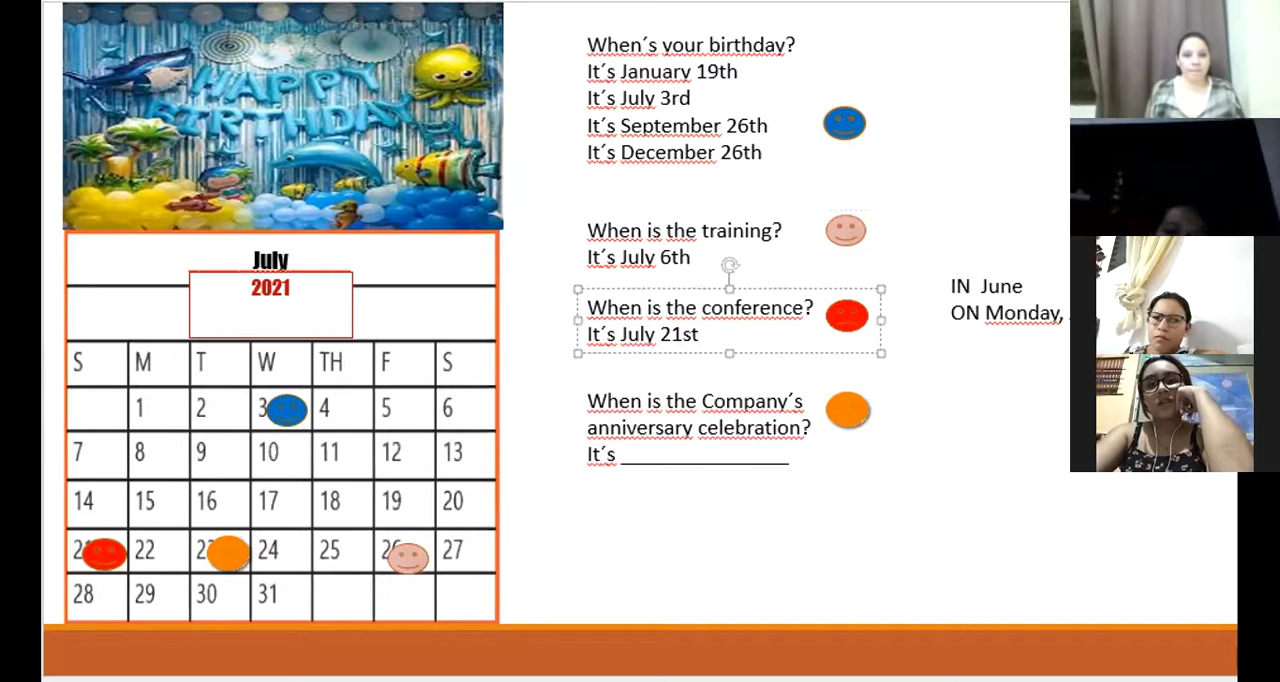 HAPPY
BIRTHDAY
July
2021
S M T W TH F S
1 2 3 4 5 6
7 8 9 10 11 12 13
14 15 16 17 18 19 20
22 24 25 27
28 29 30 31
When´s your birthday?
It´s January 19th
It´s July 3rd
It´s September 26th
It´s December 26th
When is the training?
It´s July 6th
When is the conference?
It´s July 21st
When is the Company´s
anniversary celebration?
It´s _________________
IN June
ON Monday,